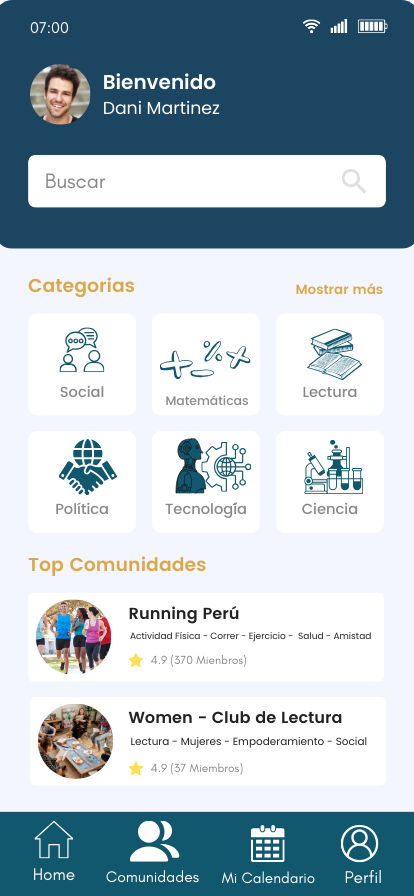 07:00
Bienvenido
Dani Martinez
Buscar
Categorias
Mostrar más
Social
Matemáticas
Lectura
Política
Tecnología
Ciencia
Top Comunidades
Running Perú
Actividad Física - Correr - Ejercicio - Salud - Amistad
4.9 (370 Mienbros)
Women - Club de Lectura
Lectura - Mujeres - Empoderamiento - Social
4.9 (37 Miembros)
Home
Comunidades
Mi Calendario
Perfil